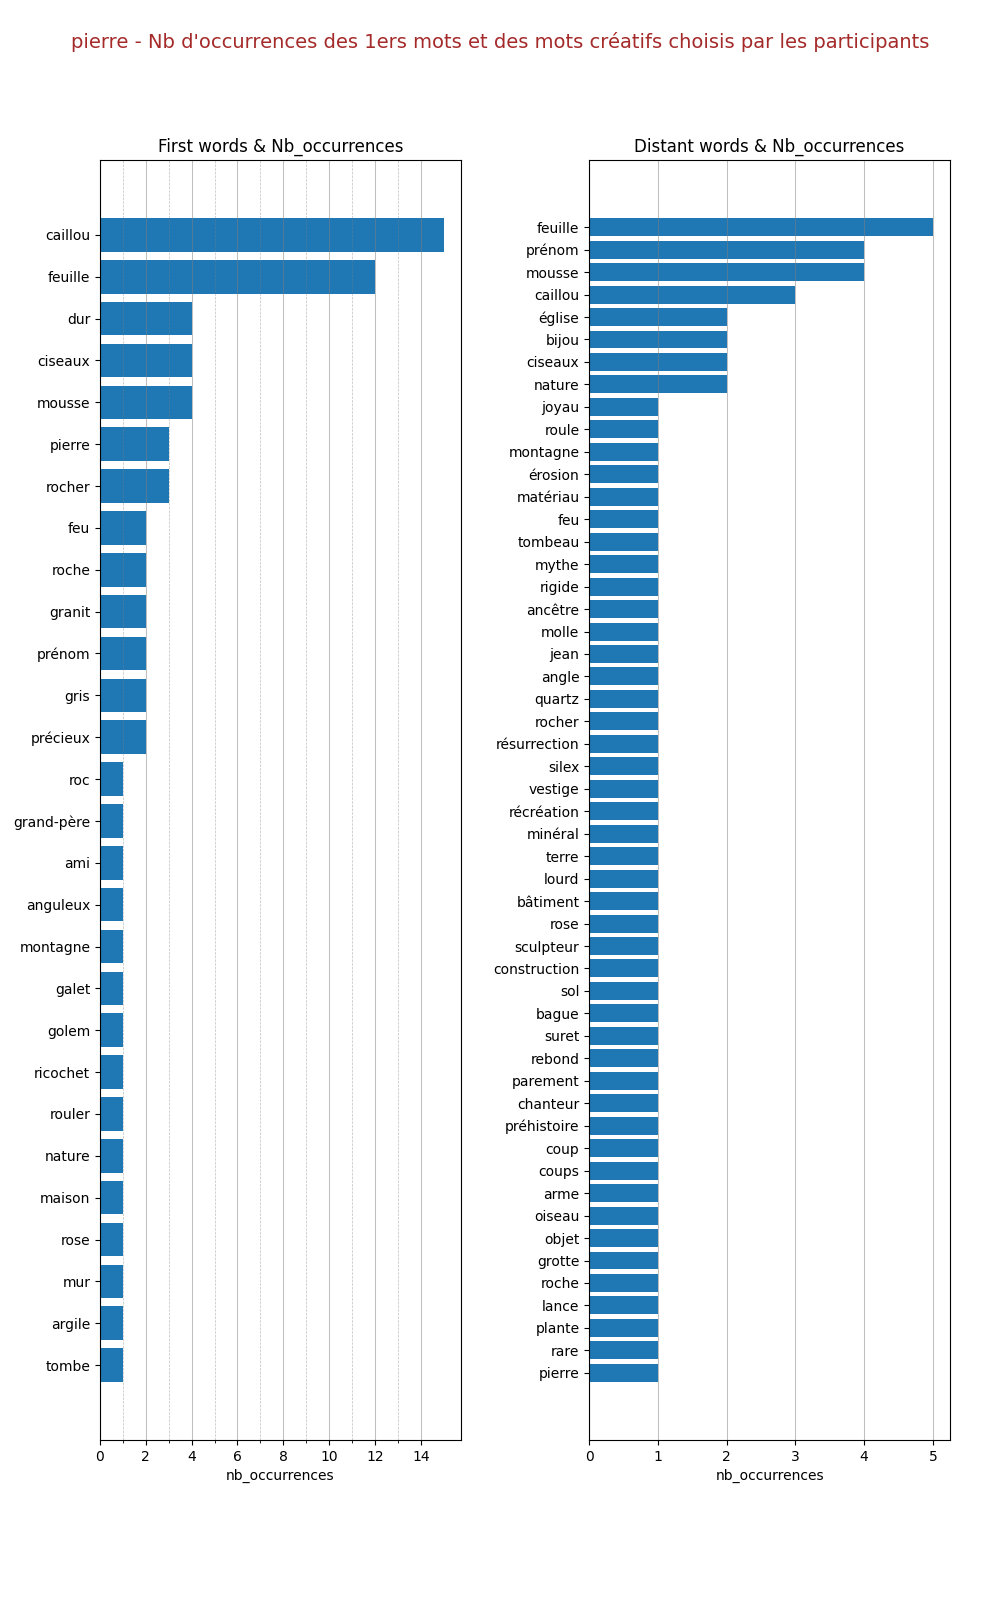 pierre - Nb d'occurrences des 1ers mots et des mots créatifs choisis par les participants
First words & Nb_occurrences
caillou
feuille
dur
ciseaux
mousse
pierre
rocher
feu
roche
granit
prénom
gris
précieux
roc
grand-père
ami
anguleux
montagne
galet
golem
ricochet
rouler
nature
maison
rose
mur
argile
tombe
0 2 4 6 8 10 12 14
nb_occurrences
Distant words & Nb_occurrences
feuille
prénom
mousse
caillou
église
bijou
ciseaux
nature
joyau
roule
montagne
érosion
matériau
feu
tombeau
mythe
rigide
ancêtre
molle
jean
angle
quartz
rocher
résurrection
silex
vestige
récréation
minéral
terre
lourd
bâtiment
rose
sculpteur
construction
sol
bague
suret
rebond
parement
chanteur
préhistoire
coup
coups
arme
oiseau
objet
grotte
roche
lance
plante
rare
pierre
0 1 2 3 4 5
nb_occurrences